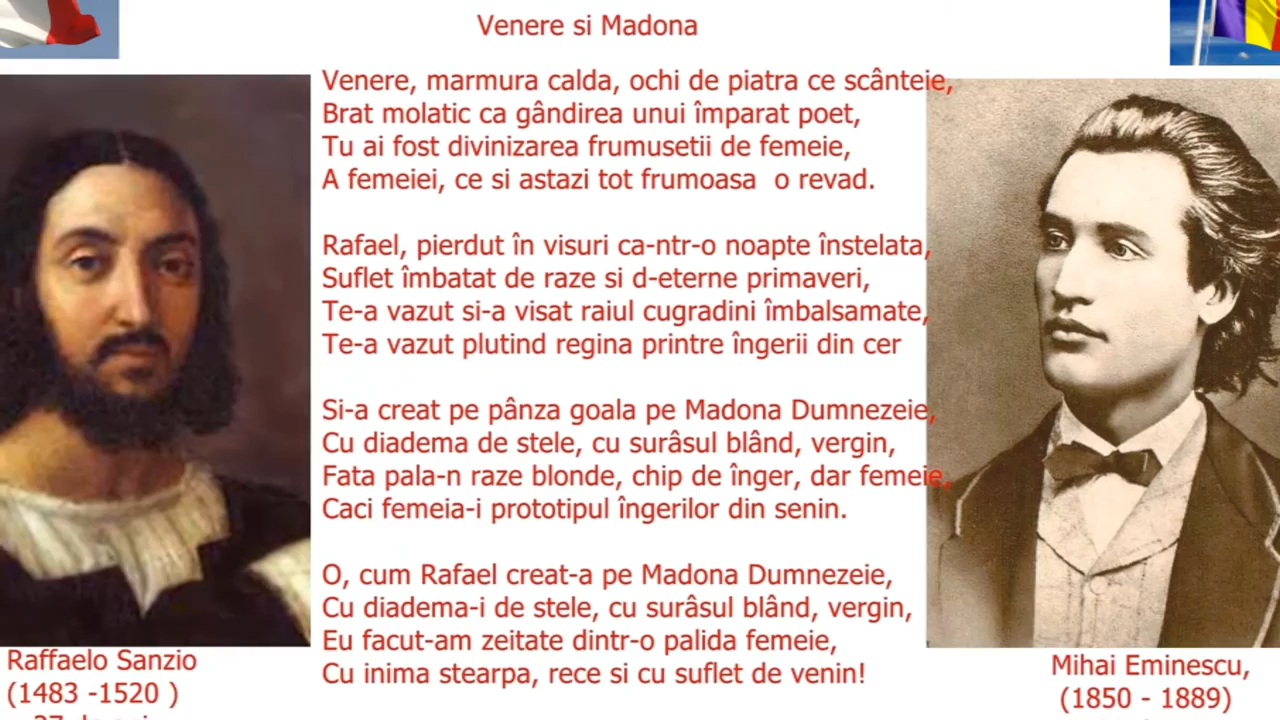 Venere si Madona
Venere, marmura calda, ochi de piatra ce scânteie,
Brat molatic ca gândirea unui împarat poet,
Tu ai fost divinizarea frumusetii de femeie,
A femeiei, ce si astazi tot frumoasa o revad.
Rafael, pierdut în visuri ca-ntr-o noapte înstelata,
Suflet îmbatat de raze si d-eterne primaveri,
Te-a vazut si-a visat raiul cugradini îmbalsamate,
Te-a vazut plutind regina printre îngerii din cer
Si-a creat pe pânza goala pe Madona Dumnezeie,
Cu diadema de stele, cu surâsul blând, vergin,
Fata pala-n raze blonde, chip de înger, dar femeie,
Caci femeia-i prototipul îngerilor din senin.
O, cum Rafael creat-a pe Madona Dumnezeie,
Cu diadema-i de stele, cu surâsul blând, vergin,
Eu facut-am zeitate dintr-o palida femeie,
Cu inima stearpa, rece si cu suflet de venin!
Raffaelo Sanzio
(1483 -1520 )
Mihai Eminescu,
(1850 - 1889)